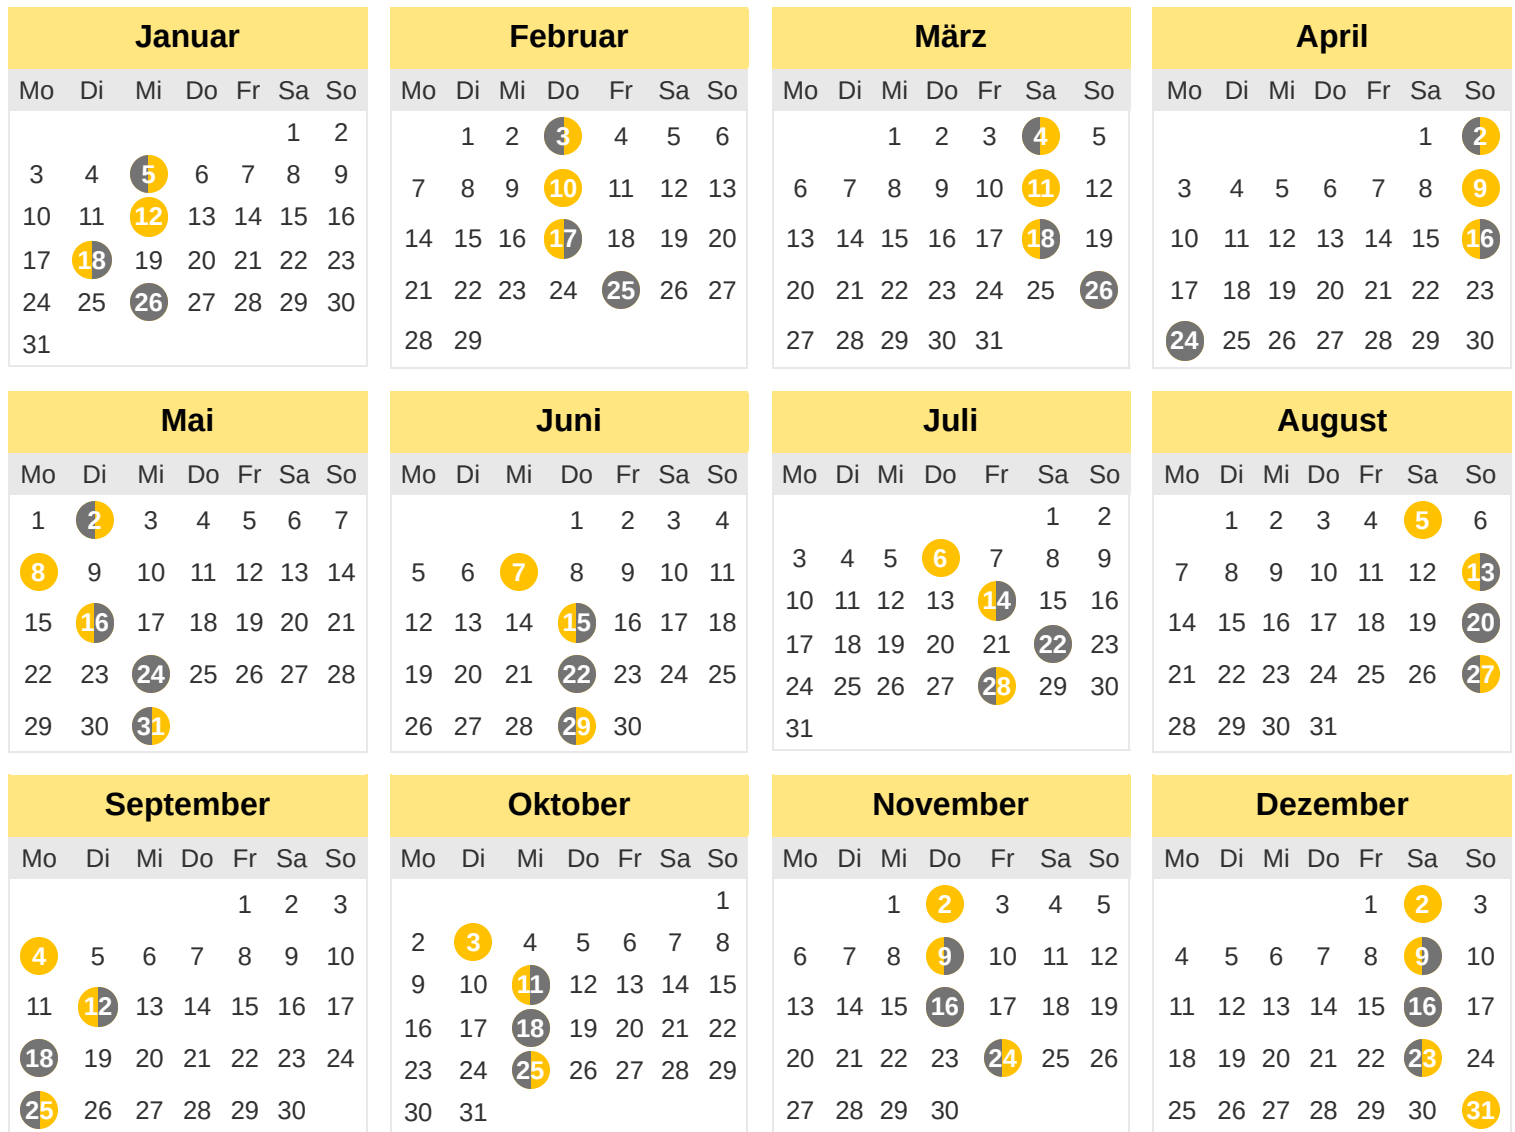 Januar
Mo Di Mi Do Fr Sa So
1 2
3 4 5 6 7 8 9
10 11 12 13 14 15 16
17 18 19 20 21 22 23
24 25 26 27 28 29 30
31
Februar
Mo Di Mi Do Fr Sa So
1 2 3 4 5 6
7 8 9 10 11 12 13
14 15 16 17 18 19 20
21 22 23 24 25 26 27
28 29
März
Mo Di Mi Do Fr Sa So
1 2 3 4 5
6 7 8 9 10 11 12
13 14 15 16 17 18 19
20 21 22 23 24 25 26
27 28 29 30 31
April
Mo Di Mi Do Fr Sa So
1 2
3 4 5 6 7 8 9
10 11 12 13 14 15 16
17 18 19 20 21 22 23
24 25 26 27 28 29 30
Mai
Mo Di Mi Do Fr Sa So
1 2 3 4 5 6 7
8 9 10 11 12 13 14
15 16 17 18 19 20 21
22 23 24 25 26 27 28
29 30 31
Juni
Mo Di Mi Do Fr Sa So
1 2 3 4
5 6 7 8 9 10 11
12 13 14 15 16 17 18
19 20 21 22 23 24 25
26 27 28 29 30
Juli
Mo Di Mi Do Fr Sa So
1 2
3 4 5 6 7 8 9
10 11 12 13 14 15 16
17 18 19 20 21 22 23
24 25 26 27 28 29 30
31
August
Mo Di Mi Do Fr Sa So
1 2 3 4 5 6
7 8 9 10 11 12 13
14 15 16 17 18 19 20
21 22 23 24 25 26 27
28 29 30 31
September
Mo Di Mi Do Fr Sa So
1 2 3
4 5 6 7 8 9 10
11 12 13 14 15 16 17
18 19 20 21 22 23 24
25 26 27 28 29 30
Oktober
Mo Di Mi Do Fr Sa So
1
2 3 4 5 6 7 8
9 10 11 12 13 14 15
16 17 18 19 20 21 22
23 24 25 26 27 28 29
30 31
November
Mo Di Mi Do Fr Sa So
1 2 3 4 5
6 7 8 9 10 11 12
13 14 15 16 17 18 19
20 21 22 23 24 25 26
27 28 29 30
Dezember
Mo Di Mi Do Fr Sa So
1 2 3
4 5 6 7 8 9 10
11 12 13 14 15 16 17
18 19 20 21 22 23 24
25 26 27 28 29 30 31